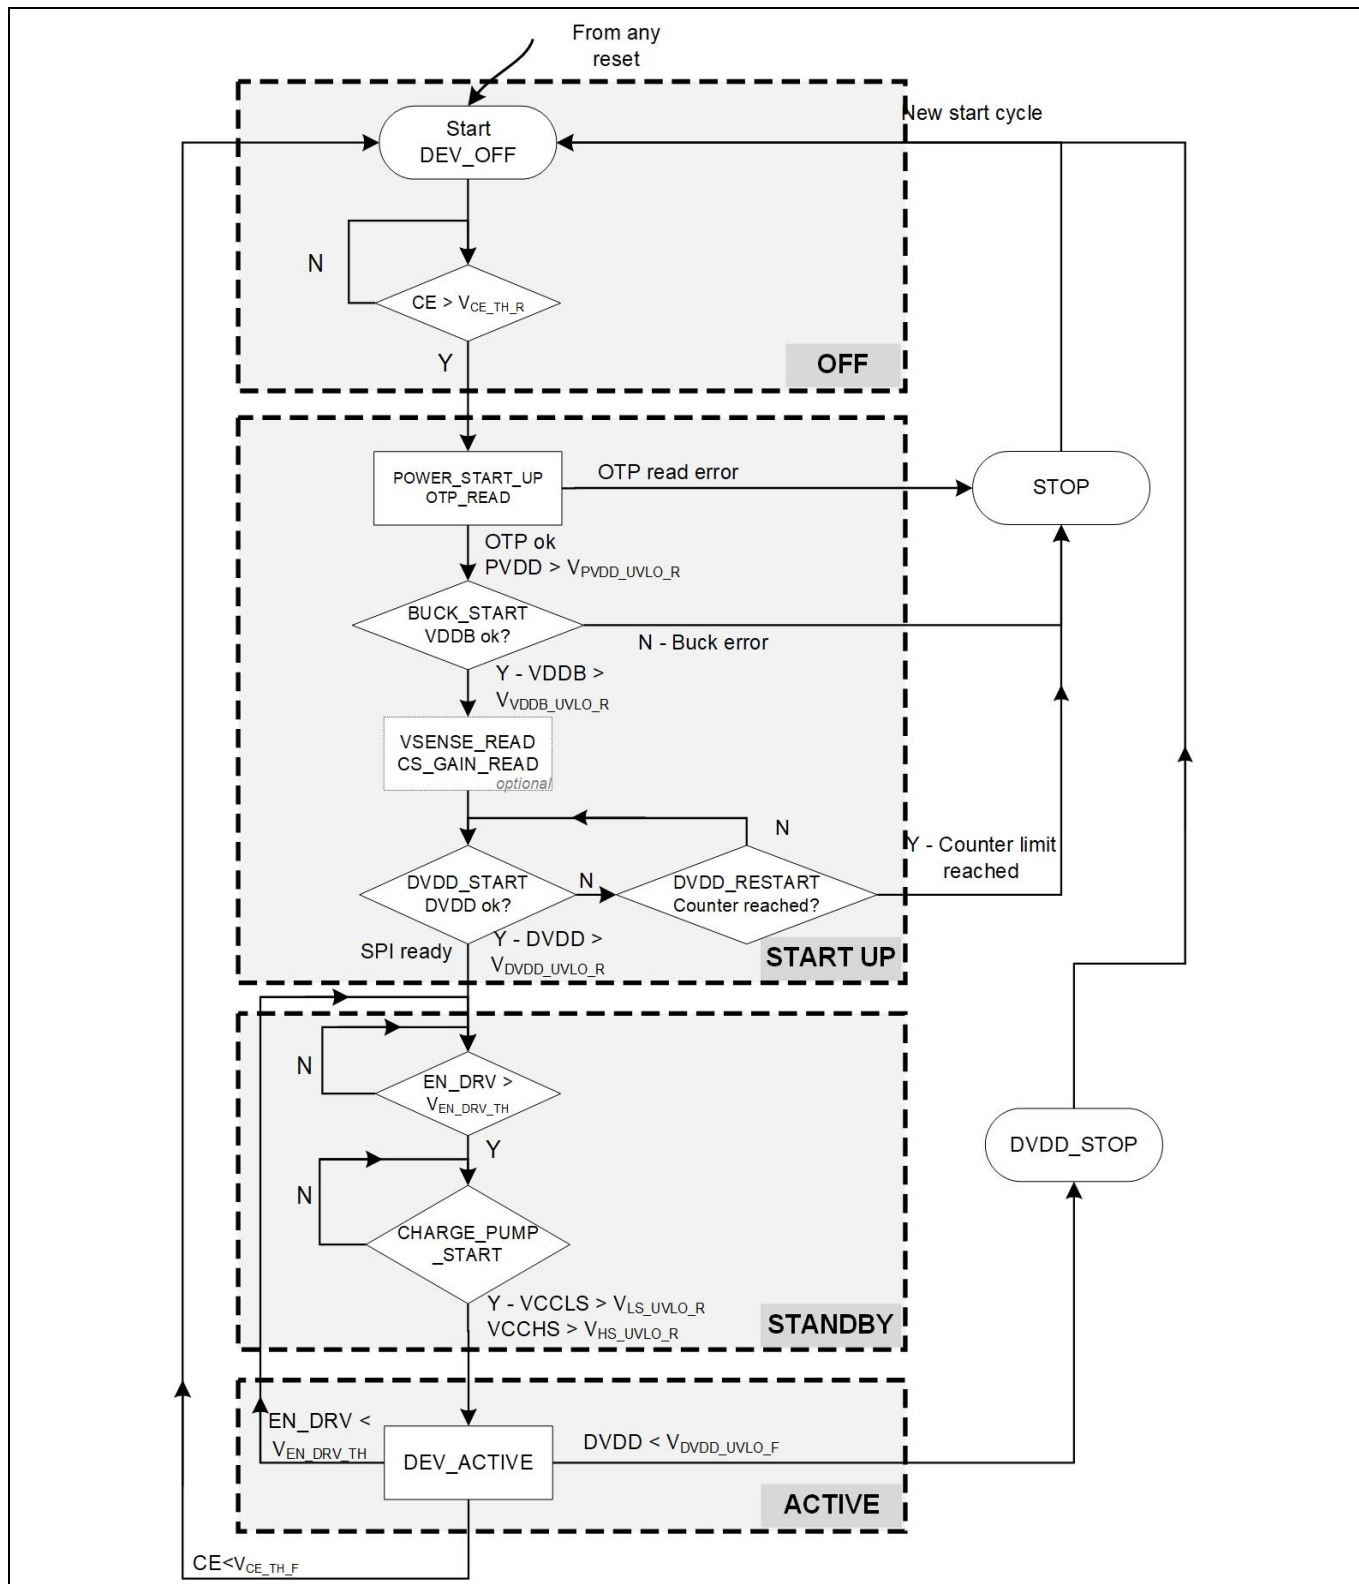 From any
reset
New start cycle
Start
DEV_OFF
N
CE > VCE_TH_R
Y
OFF
POWER_START_UP
OTP_READ
OTP read error
STOP
OTP ok
PVDD > VPVDD_UVLO_R
BUCK_START
VDDB ok?
N - Buck error
Y - VDDB >
VVDDB_UVLO_R
VSENSE_READ
CS_GAIN_READ
optional
N
Y - Counter limit
reached
DVDD_START
DVDD ok?
N
DVDD_RESTART
Counter reached?
SPI ready
Y - DVDD >
VDVDD_UVLO_R
START UP
N
EN_DRV >
VEN_DRV_TH
Y
DVDD_STOP
N
CHARGE_PUMP
_START
Y - VCCLS > VLS_UVLO_R
VCCHS > VHS_UVLO_R
STANDBY
EN_DRV <
VEN_DRV_TH
DEV_ACTIVE
DVDD < VDVDD_UVLO_F
ACTIVE
CE<VCE_TH_F